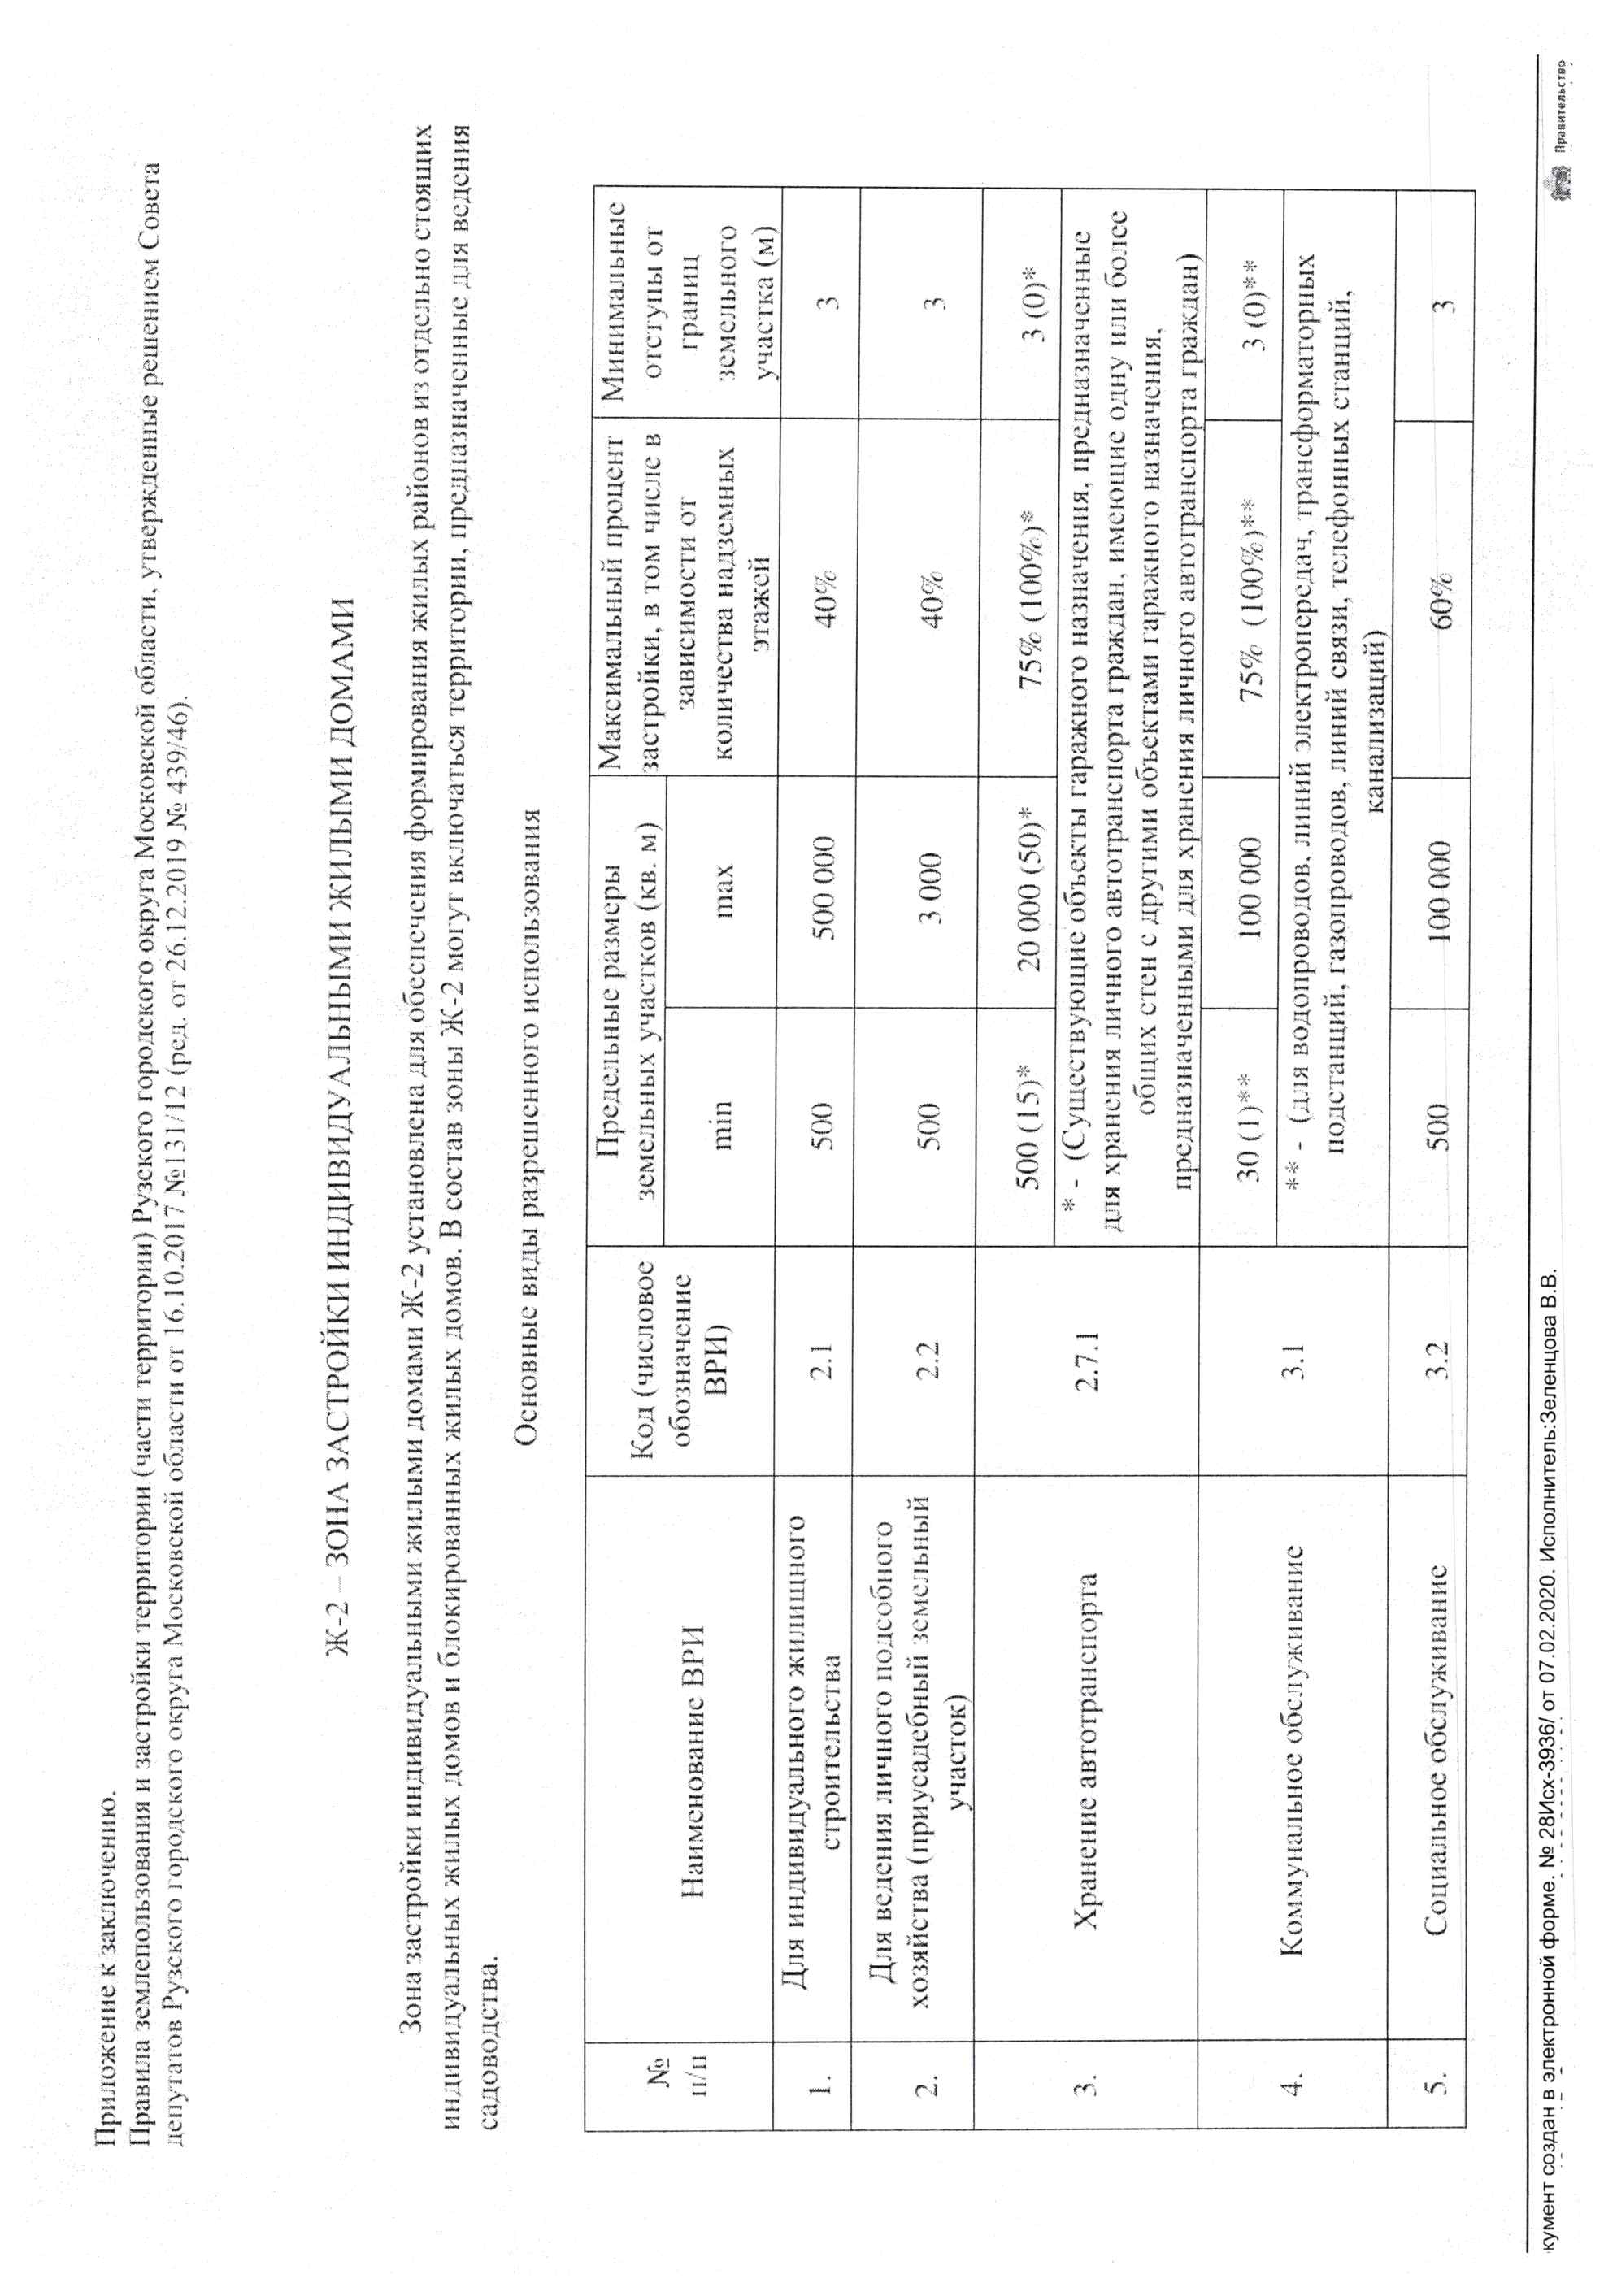 Приложение к заключению.
Правила землепользования и застройки территории (части территории) Рузского городского округа Московской области, утвержденные решением Совета
депутатов Рузского городского округа Московской области от 16.10.2017 №131/12 (ред. от 26.12.2019 № 439/46).
Ж-2 – ЗОНА ЗАСТРОЙКИ ИНДИВИДУАЛЬНЫМИ ЖИЛЫМИ ДОМАМИ
Зона застройки индивидуальными жилыми домами Ж-2 установлена для обеспечения формирования жилых районов из отдельно стоящих
индивидуальных жилых домов и блокированных жилых домов. В состав зоны Ж-2 могут включаться территории, предназначенные для ведения
садоводства.
Основные виды разрешенного использования
№
п/п
Наименование ВРИ
Код (числовое
обозначение
ВРИ)
Предельные размеры
земельных участков (кв. м)
min
max
Максимальный процент
застройки, в том числе в
зависимости от
количества надземных
этажей
Минимальные
отступы от
границ
земельного
участка (м)
1.
Для индивидуального жилищного
строительства
2.1
500
500 000
40%
3
2.
Для ведения личного подсобного
хозяйства (приусадебный земельный
участок)
2.2
500
3 000
40%
3
3.
Хранение автотранспорта
2.7.1
500 (15)*
20 000 (50)*
75% (100%)*
3 (0)*
* - (Существующие объекты гаражного назначения, предназначенные
для хранения личного автотранспорта граждан, имеющие одну или более
общих стен с другими объектами гаражного назначения,
предназначенными для хранения личного автотранспорта граждан)
4.
Коммунальное обслуживание
3.1
30 (1)**
100 000
75% (100%)**
3 (0)**
** - (для водопроводов, линий электропередач, трансформаторных
подстанций, газопроводов, линий связи, телефонных станций,
канализаций)
5.
Социальное обслуживание
3.2
500
100 000
60%
3
кумент создан в электронной форме. № 28Исх-3936/ от 07.02.2020. Исполнитель:Зеленцова В.В.
Правительство